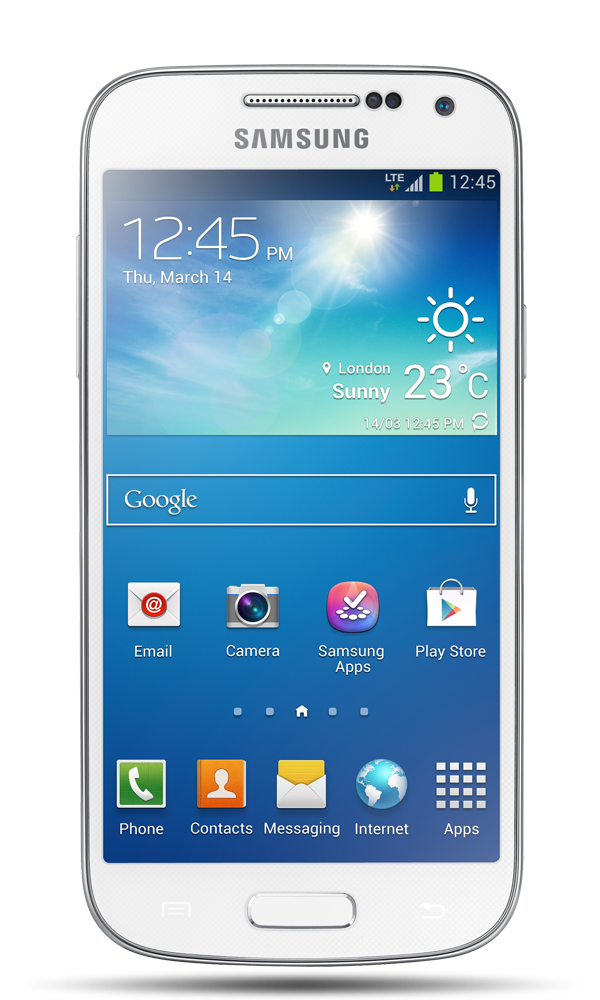 SAMSUNG
LTE 12:45
12:45 PM
Thu, March 14
London
Sunny 23°C
14/03 12:45 PM
Google
@
Email Camera Samsung Apps Play Store
Phone Contacts Messaging Internet Apps